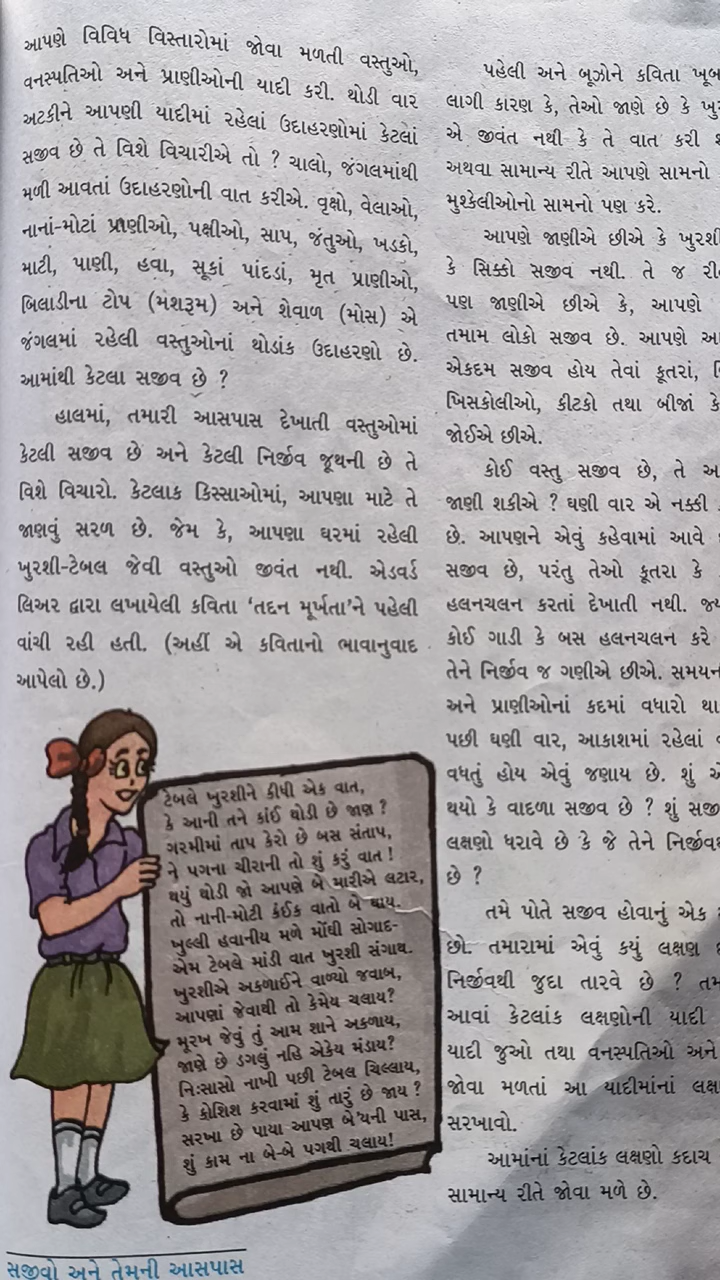 આપણે વિવિધ વિસ્તારોમાં જોવા મળતી વસ્તુઓ,
વનસ્પતિઓ અને પ્રાણીઓની યાદી કરી. થોડી વાર
અટકીને આપણી યાદીમાં રહેલાં ઉદાહરણોમાં કેટલાં
સજીવ છે તે વિશે વિચારીએ તો ? ચાલો, જંગલમાંથી
મળી આવતાં ઉદાહરણોની વાત કરીએ. વૃક્ષો, વેલાઓ,
નાનાં-મોટાં પ્રાણીઓ, પક્ષીઓ, સાપ, જંતુઓ, ખડકો,
માટી, પાણી, હવા, સૂકાં પાંદડાં, મૃત પ્રાણીઓ,
બિલાડીના ટોપ (મશરૂમ) અને શેવાળ (મોસ) એ
જંગલમાં રહેલી વસ્તુઓનાં થોડાંક ઉદાહરણો છે.
આમાંથી કેટલા સજીવ છે ?
હાલમાં, તમારી આસપાસ દેખાતી વસ્તુઓમાં
કેટલી સજીવ છે અને કેટલી નિર્જીવ જૂથની છે તે
વિશે વિચારો. કેટલાક કિસ્સાઓમાં, આપણા માટે તે
જાણવું સરળ છે. જેમ કે, આપણા ઘરમાં રહેલી
ખુરશી-ટેબલ જેવી વસ્તુઓ જીવંત નથી. એડવર્ડ
લિઅર દ્વારા લખાયેલી કવિતા ‘તદન મૂર્ખતા’ને પહેલી
વાંચી રહી હતી. (અહીં એ કવિતાનો ભાવાનુવાદ
આપેલો છે.)
ટેબલે ખુરશીને કીધી એક વાત,
કે આની તને કાંઈ થોડી છે જાણ ?
ગરમીમાં તાપ કેરો છે બસ સંતાપ,
ને પગના ચીરાની તો શું કરું વાત !
થયું થોડી જો આપણે બે મારીએ લટાર,
તો નાની-મોટી કંઈક વાતો બે થાય.
ખુલ્લી હવાનીય મળે મોંઘી સોગાદ-
એમ ટેબલે માંડી વાત ખુરશી સંગાથ.
ખુરશીએ અકળાઈને વાળ્યો જવાબ,
આપણાં જેવાથી તો કેમેય ચલાય?
મૂરખ જેવું તું આમ શાને અકળાય,
જાણે છે ડગલું નહિ એકેય મંડાય?
નિઃસાસો નાખી પછી ટેબલ ચિલ્લાય,
કે કોશિશ કરવામાં શું તારું છે જાય ?
સરખા છે પાયા આપણ બે'યની પાસ,
શું કામ ના બે-બે પગથી ચલાય!
પહેલી અને બૂઝોને કવિતા ખૂબ
લાગી કારણ કે, તેઓ જાણે છે કે
એ જીવંત નથી કે તે વાત કરી
અથવા સામાન્ય રીતે આપણે સામનો
મુશ્કેલીઓનો સામનો પણ કરે.
આપણે જાણીએ છીએ કે ખુરશી
કે સિક્કો સજીવ નથી. તે જ
પણ જાણીએ છીએ કે, આપણે
તમામ લોકો સજીવ છે. આપણે
એકદમ સજીવ હોય તેવાં કૂતરાં,
ખિસકોલીઓ, કીટકો તથા બીજાં
જોઈએ છીએ.
કોઈ વસ્તુ સજીવ છે, તે
જાણી શકીએ ? ઘણી વાર એ નક્કી
છે. આપણને એવું કહેવામાં આવે
સજીવ છે, પરંતુ તેઓ કૂતરા કે
હલનચલન કરતાં દેખાતી નથી.
કોઈ ગાડી કે બસ હલનચલન કરે
તેને નિર્જીવ જ ગણીએ છીએ.
અને પ્રાણીઓનાં કદમાં વધારો
પછી ઘણી વાર, આકાશમાં રહેલાં
વધતું હોય એવું જણાય છે. શું
થયો કે વાદળા સજીવ છે ? શું
લક્ષણો ધરાવે છે કે જે તેને
છે ?
તમે પોતે સજીવ હોવાનું એક
છો. તમારામાં એવું કયું લક્ષણ
નિર્જીવથી જુદા તારવે છે ?
આવાં કેટલાંક લક્ષણોની યાદી
યાદી જુઓ તથા વનસ્પતિઓ અને
જોવા મળતાં આ યાદીમાંનાં
સરખાવો.
આમાંનાં કેટલાંક લક્ષણો કદાચ
સામાન્ય રીતે જોવા મળે છે.
સજીવો અને તેમની આસપાસ